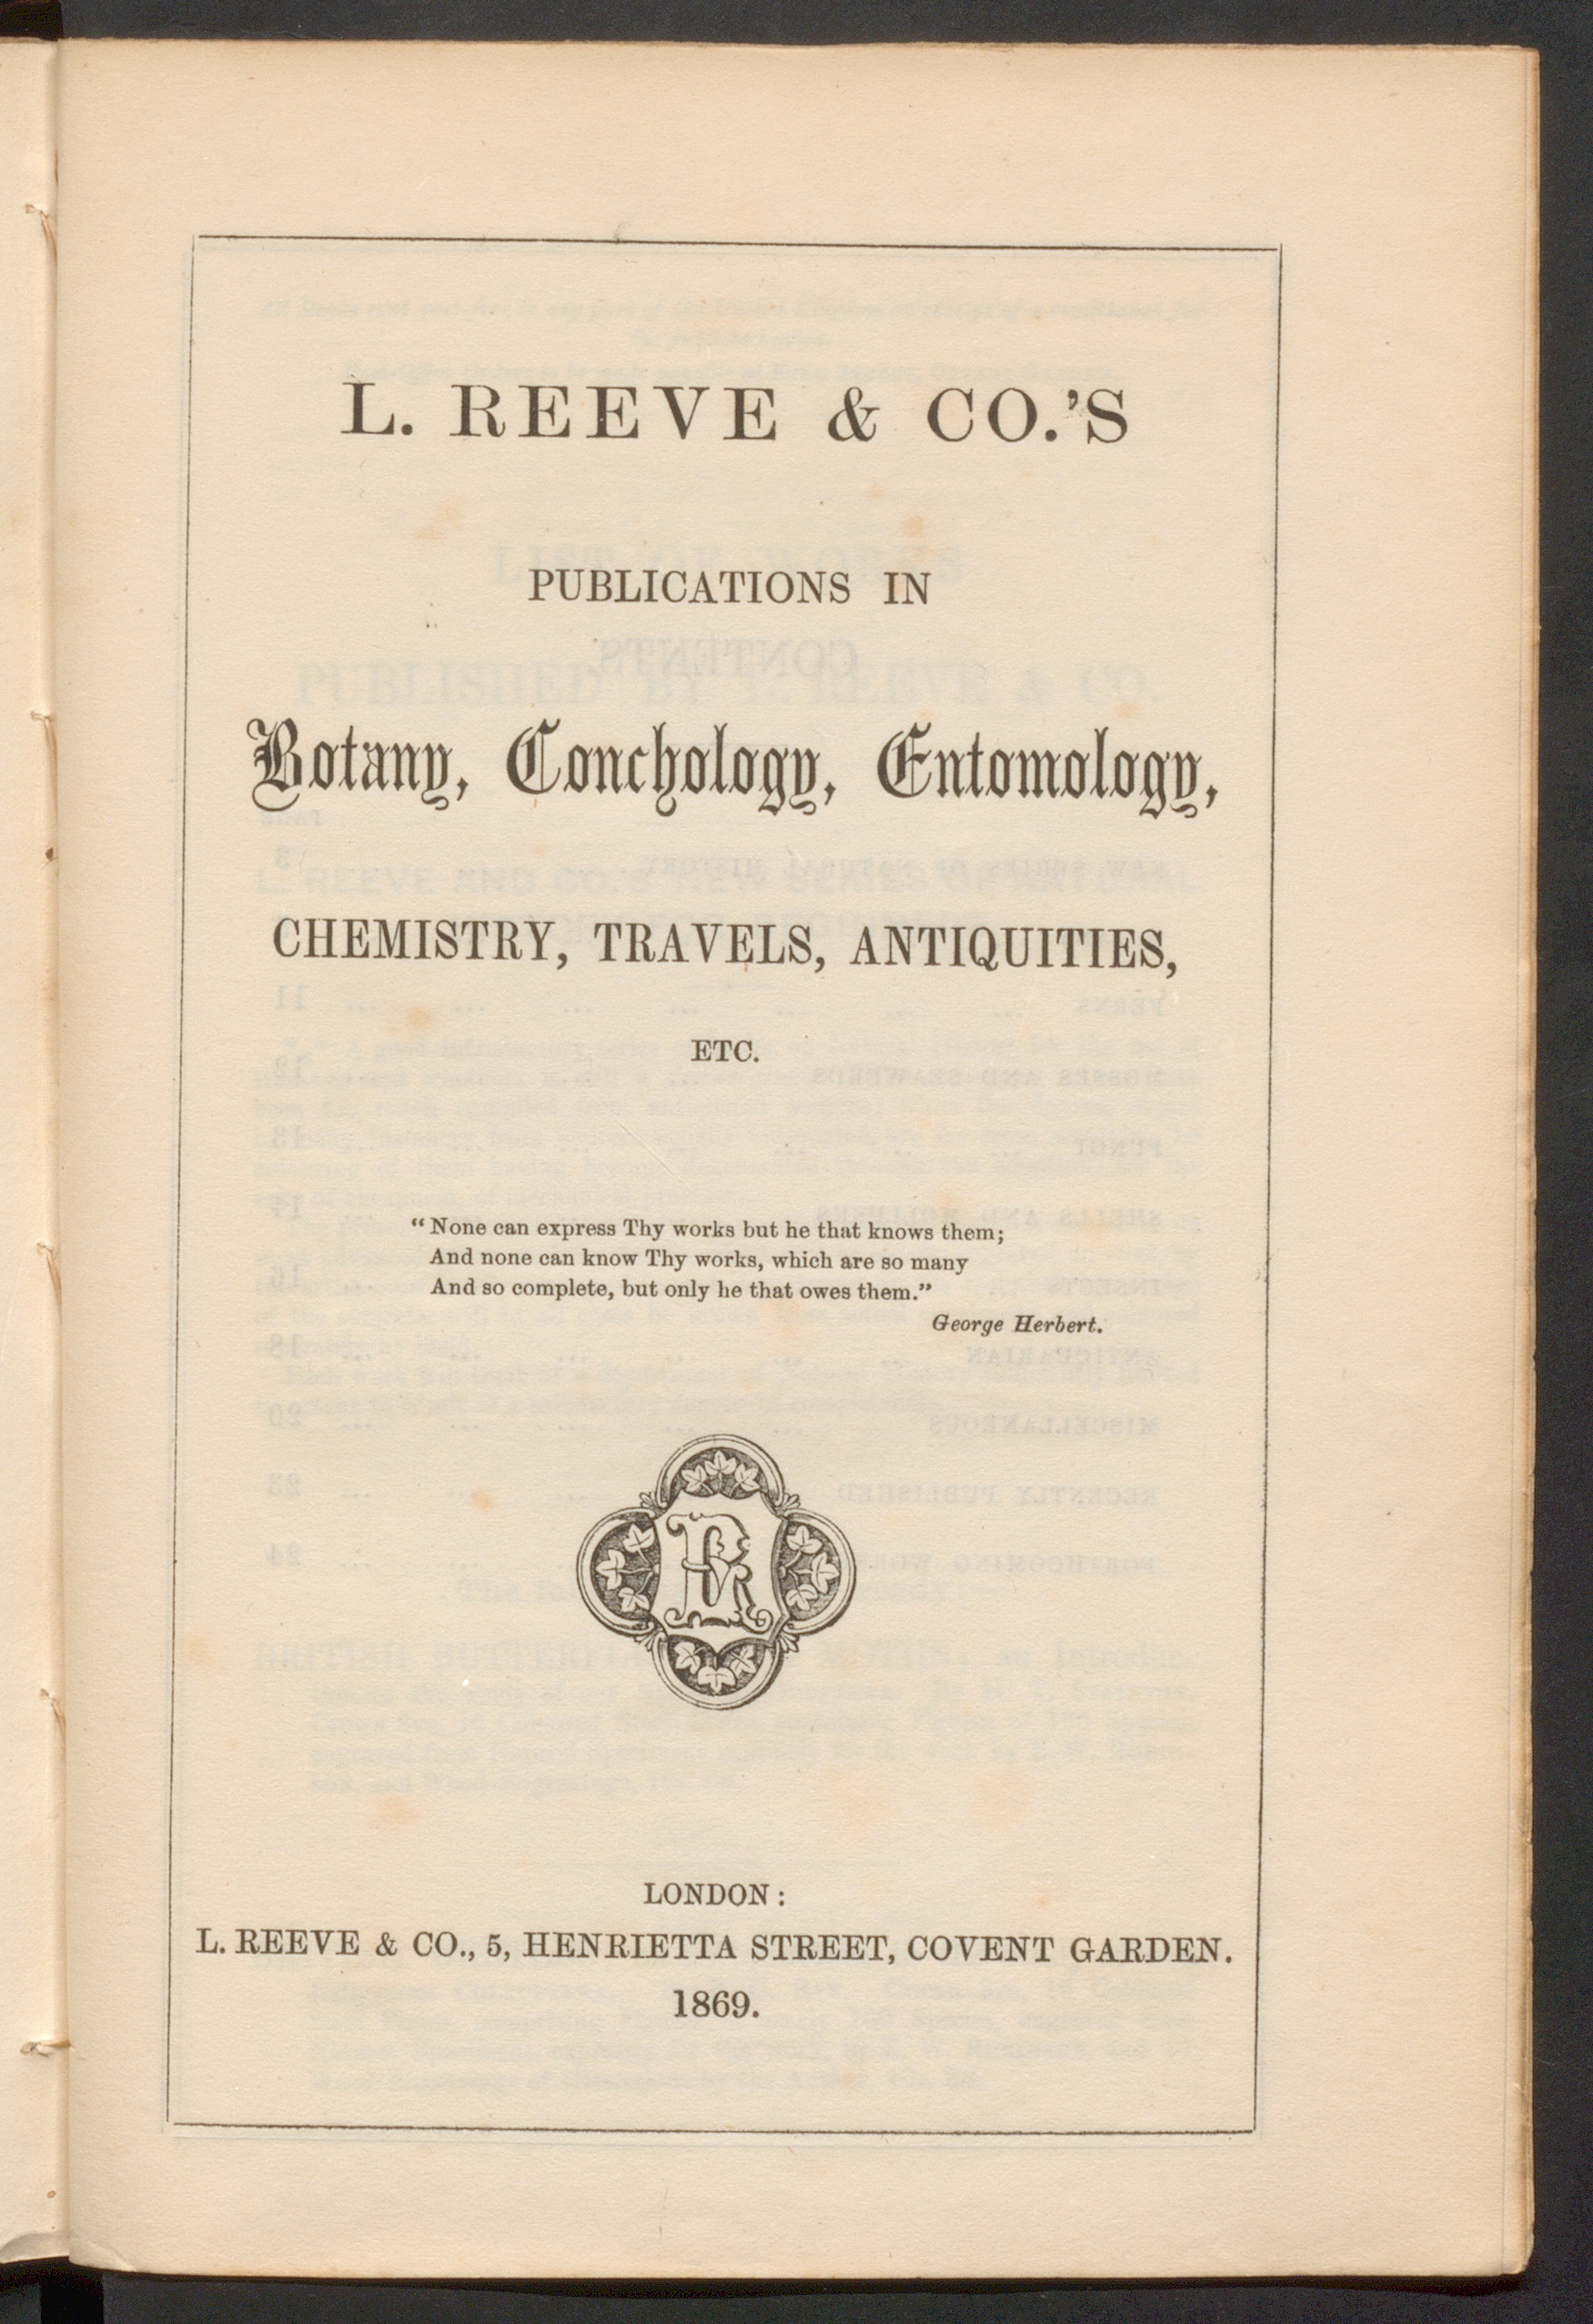 L. REEVE & CO.'S
PUBLICATIONS IN
Botany, Conchology, Entomology,
CHEMISTRY, TRAVELS, ANTIQUITIES,
ETC.
“None can express Thy works but he that knows them;
And none can know Thy works, which are so many
And so complete, but only he that owes them.”
George Herbert.
R
LONDON:
L. REEVE & CO., 5, HENRIETTA STREET, COVENT GARDEN.
1869.